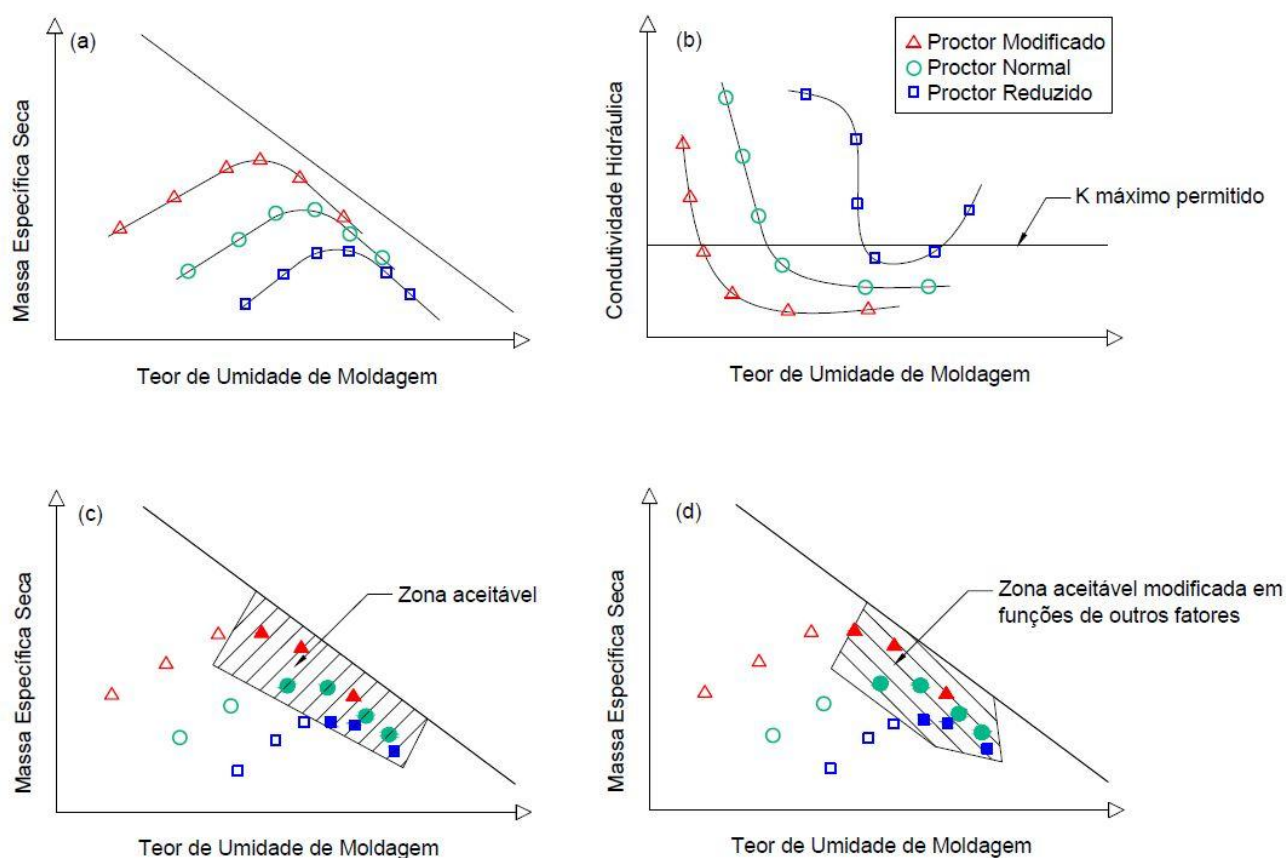 (a)
Massa Específica Seca
Teor de Umidade de Moldagem
(b)
Proctor Modificado
Proctor Normal
Proctor Reduzido
Condutividade Hidráulica
K máximo permitido
Teor de Umidade de Moldagem
(c)
Zona aceitável
Massa Específica Seca
Teor de Umidade de Moldagem
(d)
Zona aceitável modificada em
funções de outros fatores
Massa Específica Seca
Teor de Umidade de Moldagem